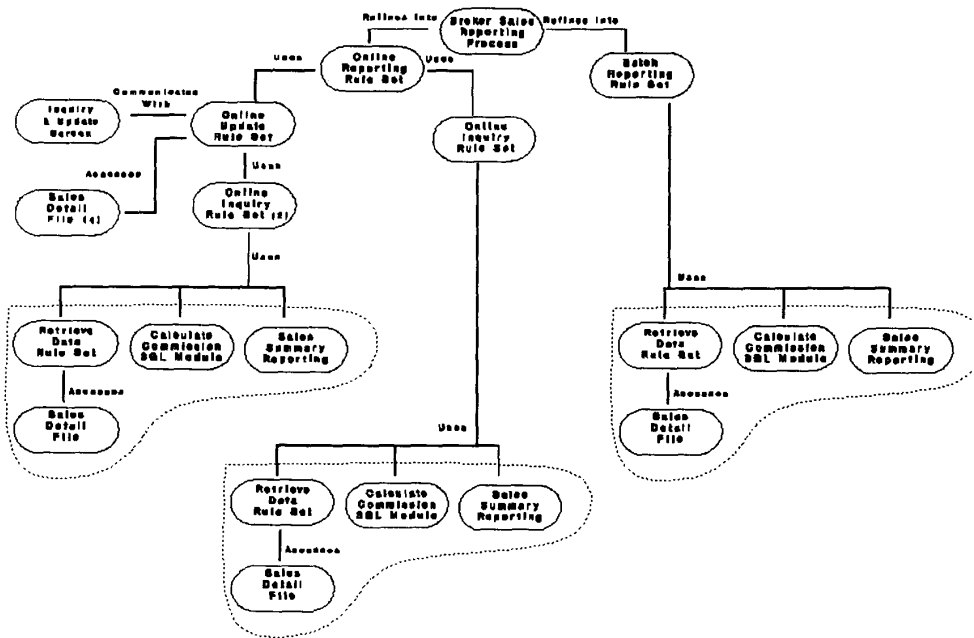 Refines Into
Broker Sales
Reporting
Process
Refines Into
Uses
Online
Reporting
Rule Set
Uses
Batch
Reporting
Rule Set
Communicates
With
Inquiry
& Update
Screen
Online
Update
Rule Set
Online
Inquiry
Rule Set
Accesses
Uses
Sales
Detail
File (4)
Online
Inquiry
Rule Set (2)
Uses
Uses
Retrieve
Data
Rule Set
Calculate
Commission
SQL Module
Sales
Summary
Reporting
Accesses
Sales
Detail
File
Retrieve
Data
Rule Set
Calculate
Commission
SQL Module
Sales
Summary
Reporting
Accesses
Sales
Detail
File
Uses
Retrieve
Data
Rule Set
Calculate
Commission
SQL Module
Sales
Summary
Reporting
Accesses
Sales
Detail
File